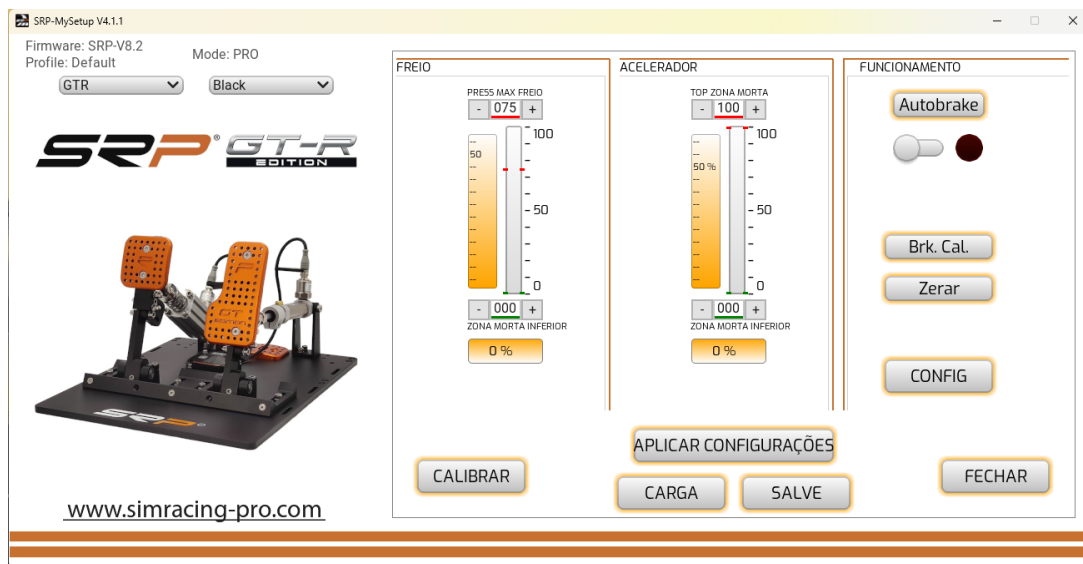 SRP-MySetup V4.1.1
Firmware: SRP-V8.2
Profile: Default
Mode: PRO
GTR
Black
SRP®
GT-R
EDITION
www.simracing-pro.com
FREIO
PRESS MAX FREIO
- 075 +
50
100
50
0
- 000 +
ZONA MORTA INFERIOR
0 %
ACELERADOR
TOP ZONA MORTA
- 100 +
50 %
100
50
0
- 000 +
ZONA MORTA INFERIOR
0 %
FUNCIONAMENTO
Autobrake
Brk. Cal.
Zerar
CONFIG
APLICAR CONFIGURAÇÕES
CALIBRAR
CARGA
SALVE
FECHAR